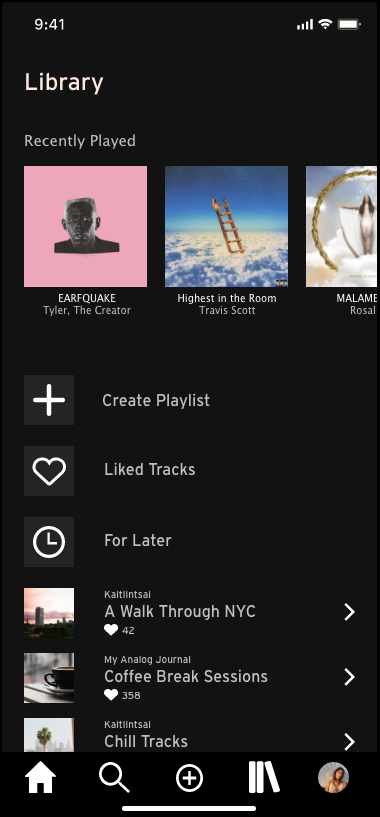 9:41
Library
Recently Played
EARFQUAKE
Tyler, The Creator
Highest in the Room
Travis Scott
MALAME
Rosal
Create Playlist
Liked Tracks
For Later
Kaitlintsai
A Walk Through NYC
42
My Analog Journal
Coffee Break Sessions
358
Kaitlintsai
Chill Tracks